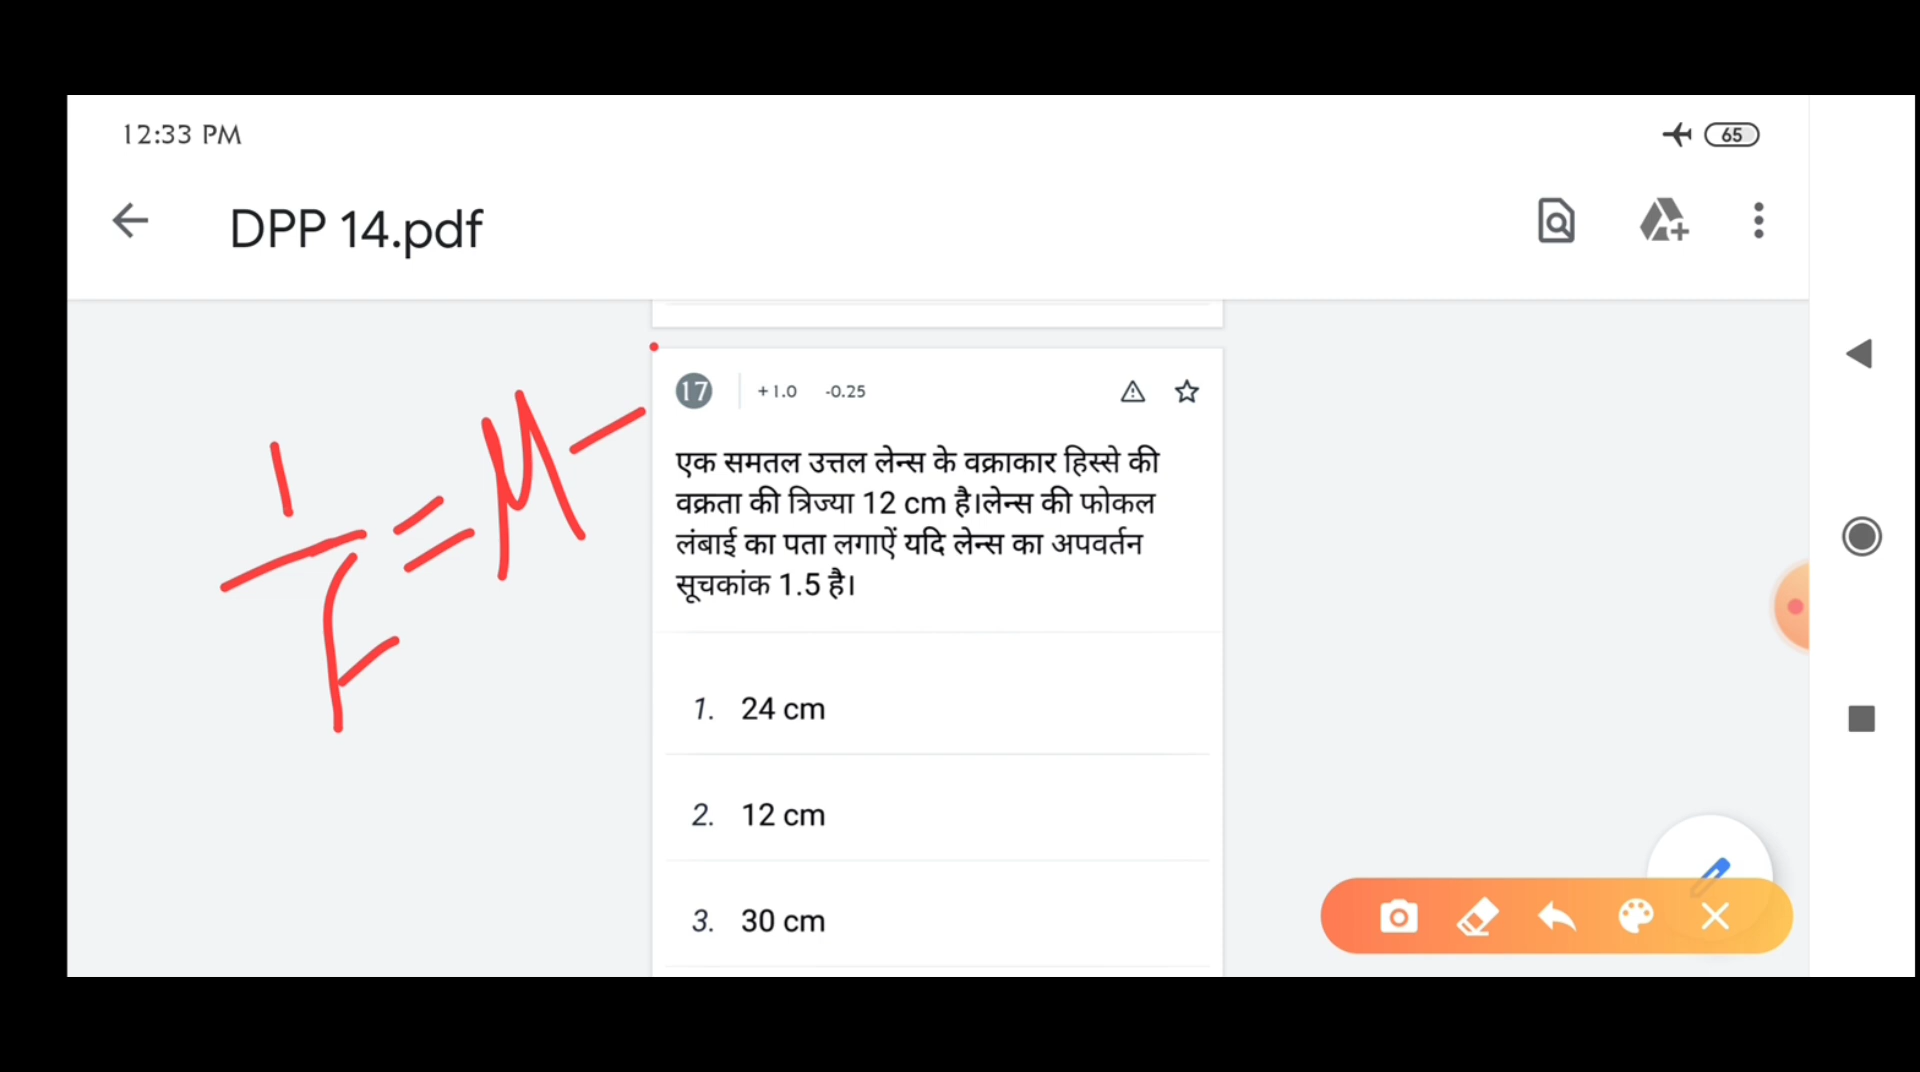 12:33 PM
65
DPP 14.pdf
17 +1.0 -0.25
एक समतल उत्तल लेन्स के वक्राकार हिस्से की
वक्रता की त्रिज्या 12 cm है।लेन्स की फोकल
लंबाई का पता लगाऐं यदि लेन्स का अपवर्तन
सूचकांक 1.5 है।
1/F = μ -
1. 24 cm
2. 12 cm
3. 30 cm